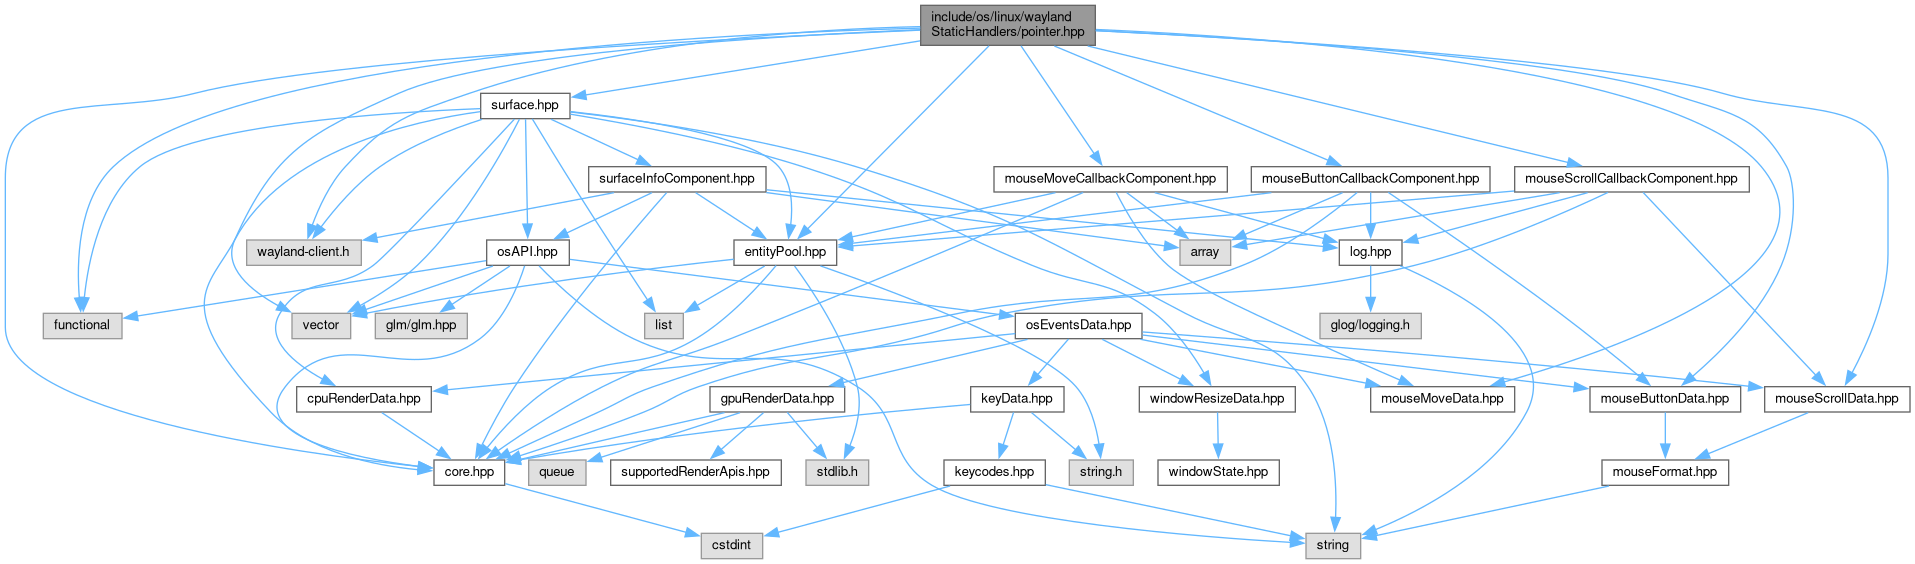 include/os/linux/wayland
StaticHandlers/pointer.hpp
surface.hpp
surfaceInfoComponent.hpp
mouseMoveCallbackComponent.hpp
mouseButtonCallbackComponent.hpp
mouseScrollCallbackComponent.hpp
wayland-client.h
osAPI.hpp
entityPool.hpp
array
log.hpp
functional
vector
glm/glm.hpp
list
osEventsData.hpp
glog/logging.h
cpuRenderData.hpp
gpuRenderData.hpp
keyData.hpp
windowResizeData.hpp
mouseMoveData.hpp
mouseButtonData.hpp
mouseScrollData.hpp
core.hpp
queue
supportedRenderApis.hpp
stdlib.h
keycodes.hpp
string.h
windowState.hpp
mouseFormat.hpp
cstdint
string